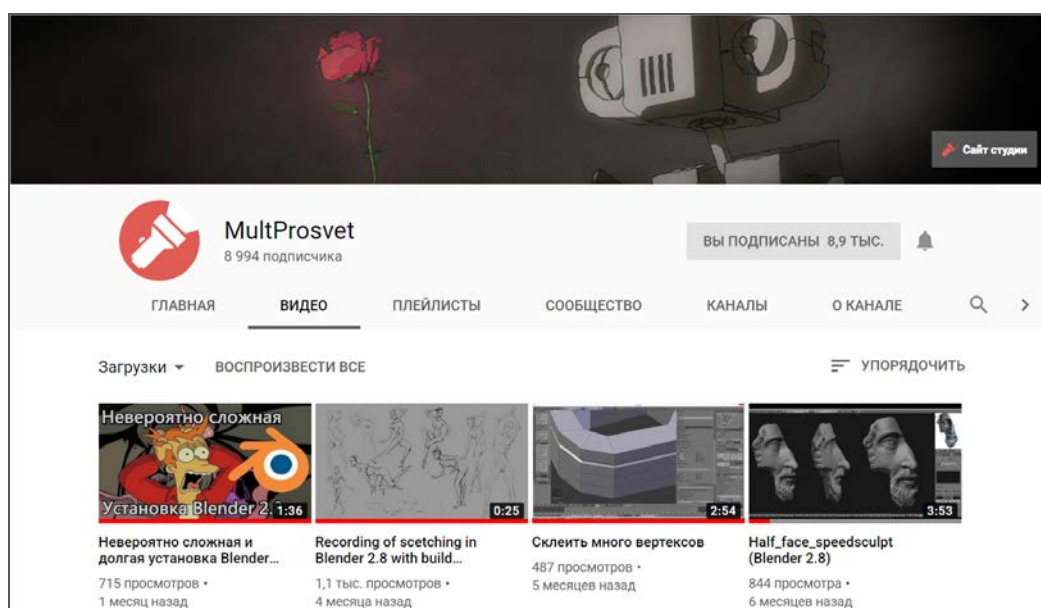 Сайт студии
MultProsvet
8 994 подписчика
ВЫ ПОДПИСАНЫ 8,9 ТЫС.
ГЛАВНАЯ ВИДЕО ПЛЕЙЛИСТЫ СООБЩЕСТВО КАНАЛЫ О КАНАЛЕ
Загрузки ВОСПРОИЗВЕСТИ ВСЕ УПОРЯДОЧИТЬ
Невероятно сложная
Установка Blender 2. 1:36
0:25
2:54
3:53
Невероятно сложная и
долгая установка Blender...
715 просмотров •
1 месяц назад
Recording of scetching in
Blender 2.8 with build...
1,1 тыс. просмотров •
4 месяца назад
Склеить много вертексов
487 просмотров •
5 месяцев назад
Half_face_speedsculpt
(Blender 2.8)
844 просмотра •
6 месяцев назад